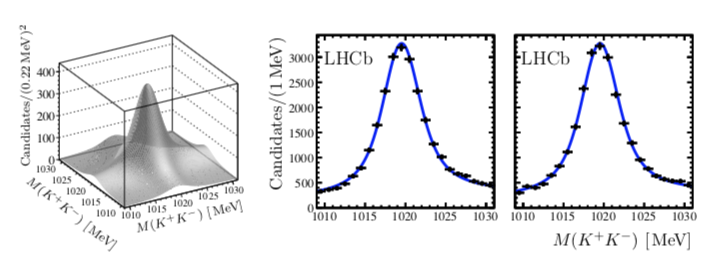 Candidates/(0.22 MeV)²
400
300
200
100
0
1030
1025
1020
1015
1010
M(K⁺K⁻) [MeV]
1010
1015
1020
1025
1030
M(K⁺K⁻) [MeV]
Candidates/(1 MeV)
3000
2500
2000
1500
1000
500
0
LHCb
1010 1015 1020 1025 1030
LHCb
1010 1015 1020 1025 1030
M(K⁺K⁻) [MeV]